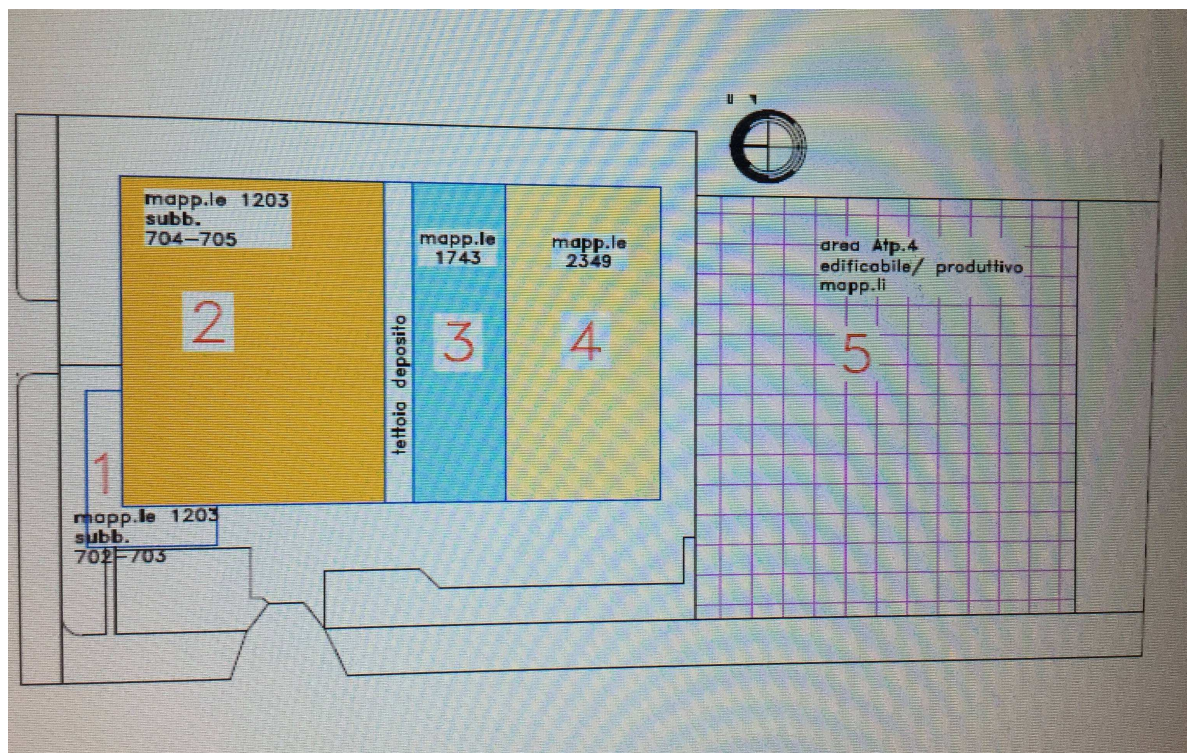 mapp.le 1203
subb.
704-705
2
tettoia deposito
mapp.le
1743
3
mapp.le
2349
4
area Atp.4
edificabile/ produttivo
mapp.li
5
1
mapp.le 1203
subb.
702-703